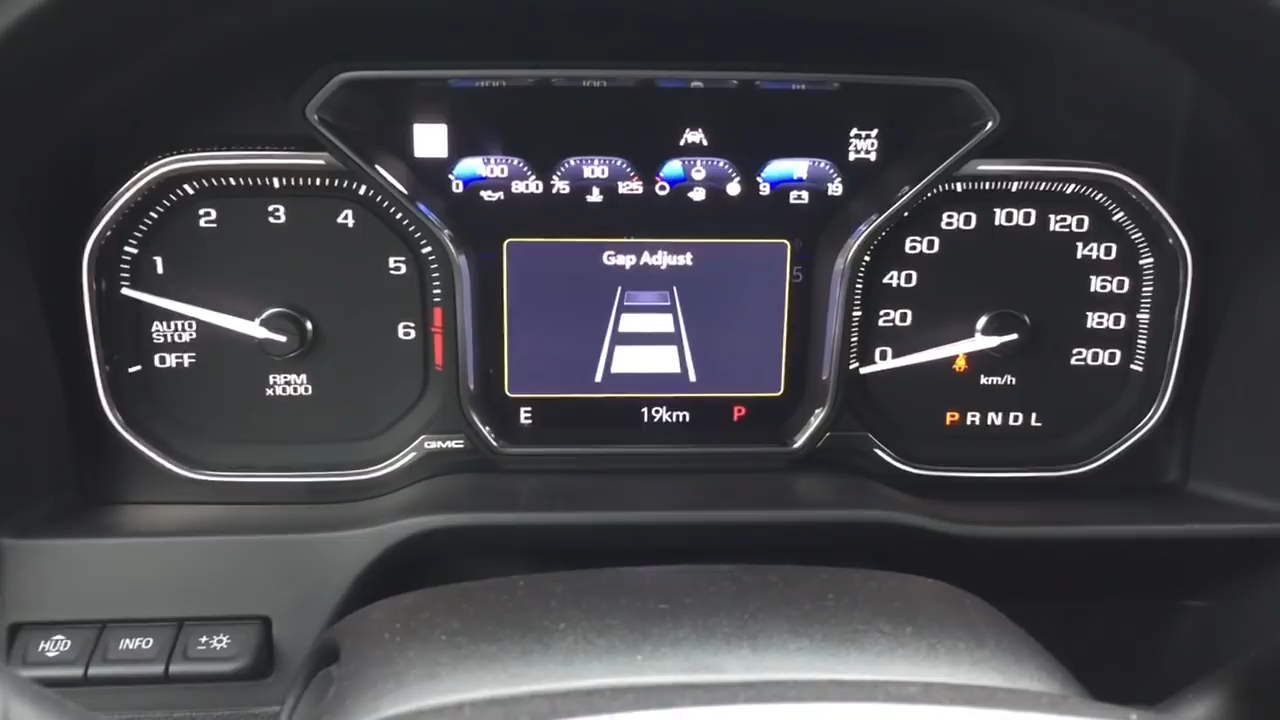 2WD
400
0 800
100
75 125
9 19
1
2
3
4
5
6
AUTO
STOP
OFF
RPM
x1000
GMC
Gap Adjust
E 19km P
0
20
40
60
80
100
120
140
160
180
200
km/h
P R N D L
HUD
INFO